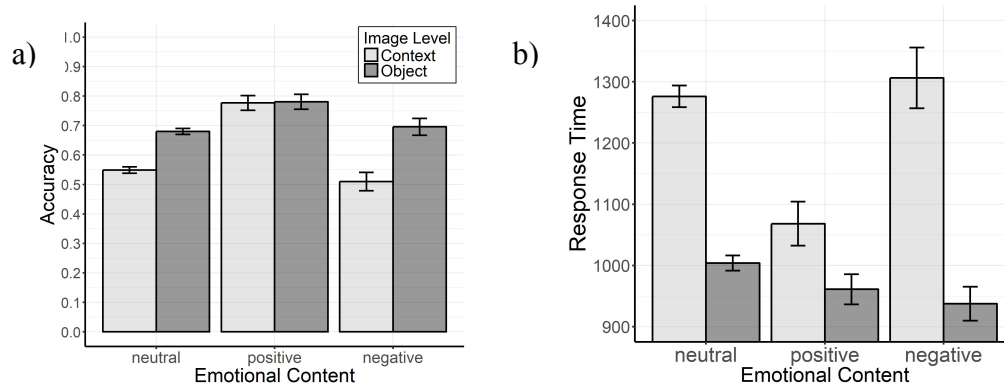 a)
Accuracy
1.0
0.9
0.8
0.7
0.6
0.5
0.4
0.3
0.2
0.1
0.0
Image Level
Context
Object
neutral positive negative
Emotional Content
b)
Response Time
1400
1300
1200
1100
1000
900
neutral positive negative
Emotional Content